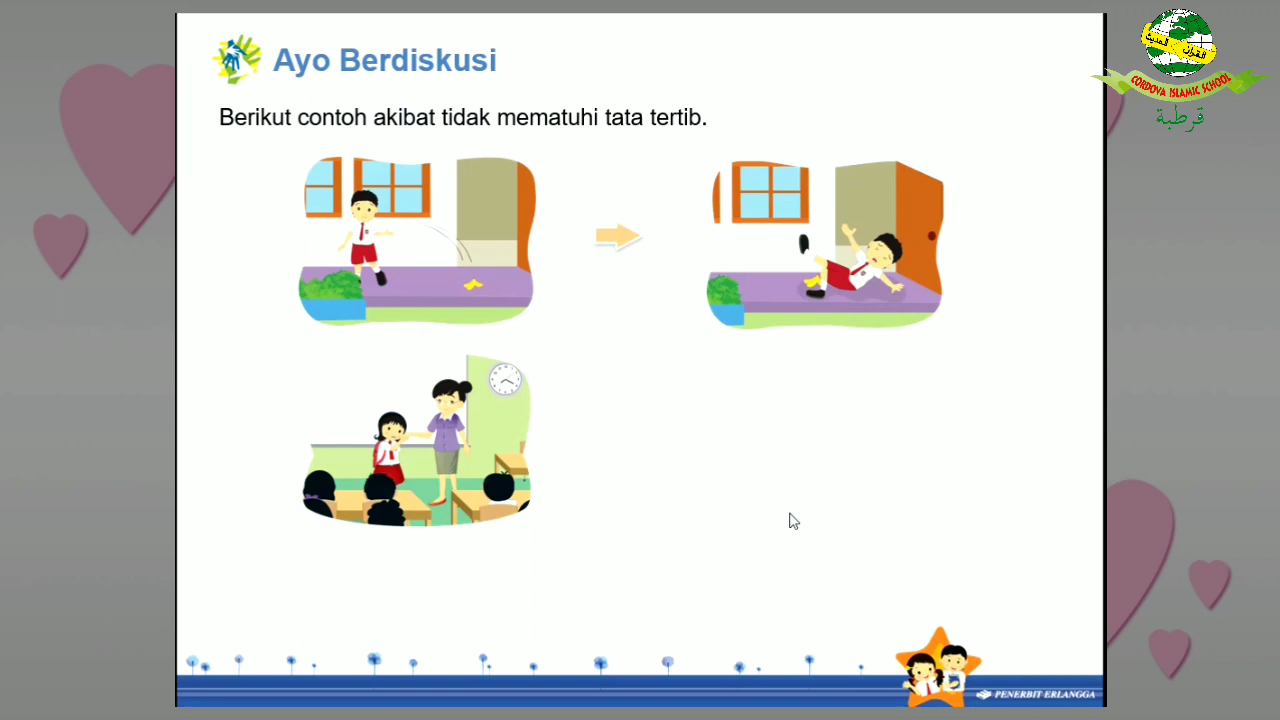 Ayo Berdiskusi
Berikut contoh akibat tidak mematuhi tata tertib.
CORDOVA ISLAMIC SCHOOL
قرطبة
PENERBIT ERLANGGA